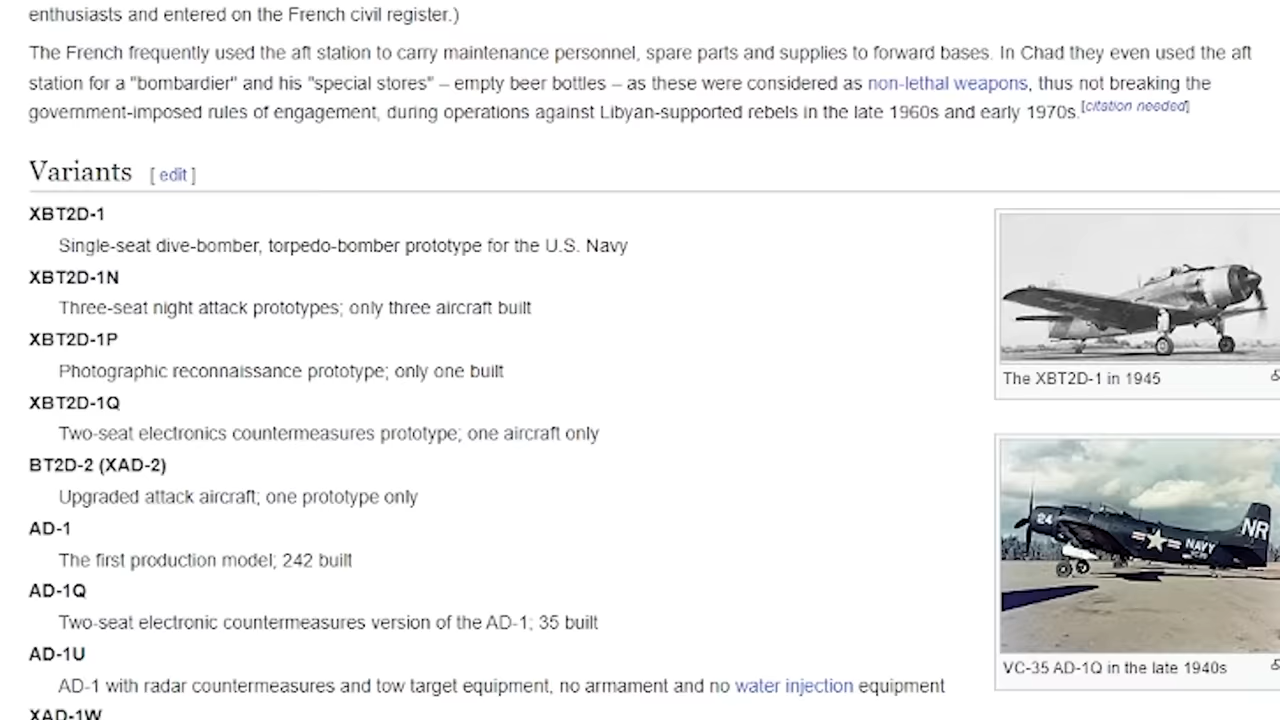 enthusiasts and entered on the French civil register.)
The French frequently used the aft station to carry maintenance personnel, spare parts and supplies to forward bases. In Chad they even used the aft
station for a "bombardier" and his "special stores" – empty beer bottles – as these were considered as non-lethal weapons, thus not breaking the
government-imposed rules of engagement, during operations against Libyan-supported rebels in the late 1960s and early 1970s.[citation needed]
Variants [ edit ]
XBT2D-1
Single-seat dive-bomber, torpedo-bomber prototype for the U.S. Navy
XBT2D-1N
Three-seat night attack prototypes; only three aircraft built
XBT2D-1P
Photographic reconnaissance prototype; only one built
XBT2D-1Q
Two-seat electronics countermeasures prototype; one aircraft only
BT2D-2 (XAD-2)
Upgraded attack aircraft; one prototype only
AD-1
The first production model; 242 built
AD-1Q
Two-seat electronic countermeasures version of the AD-1; 35 built
AD-1U
AD-1 with radar countermeasures and tow target equipment, no armament and no water injection equipment
XAD-1W
The XBT2D-1 in 1945
24
NAVY
NR
VC-35 AD-1Q in the late 1940s